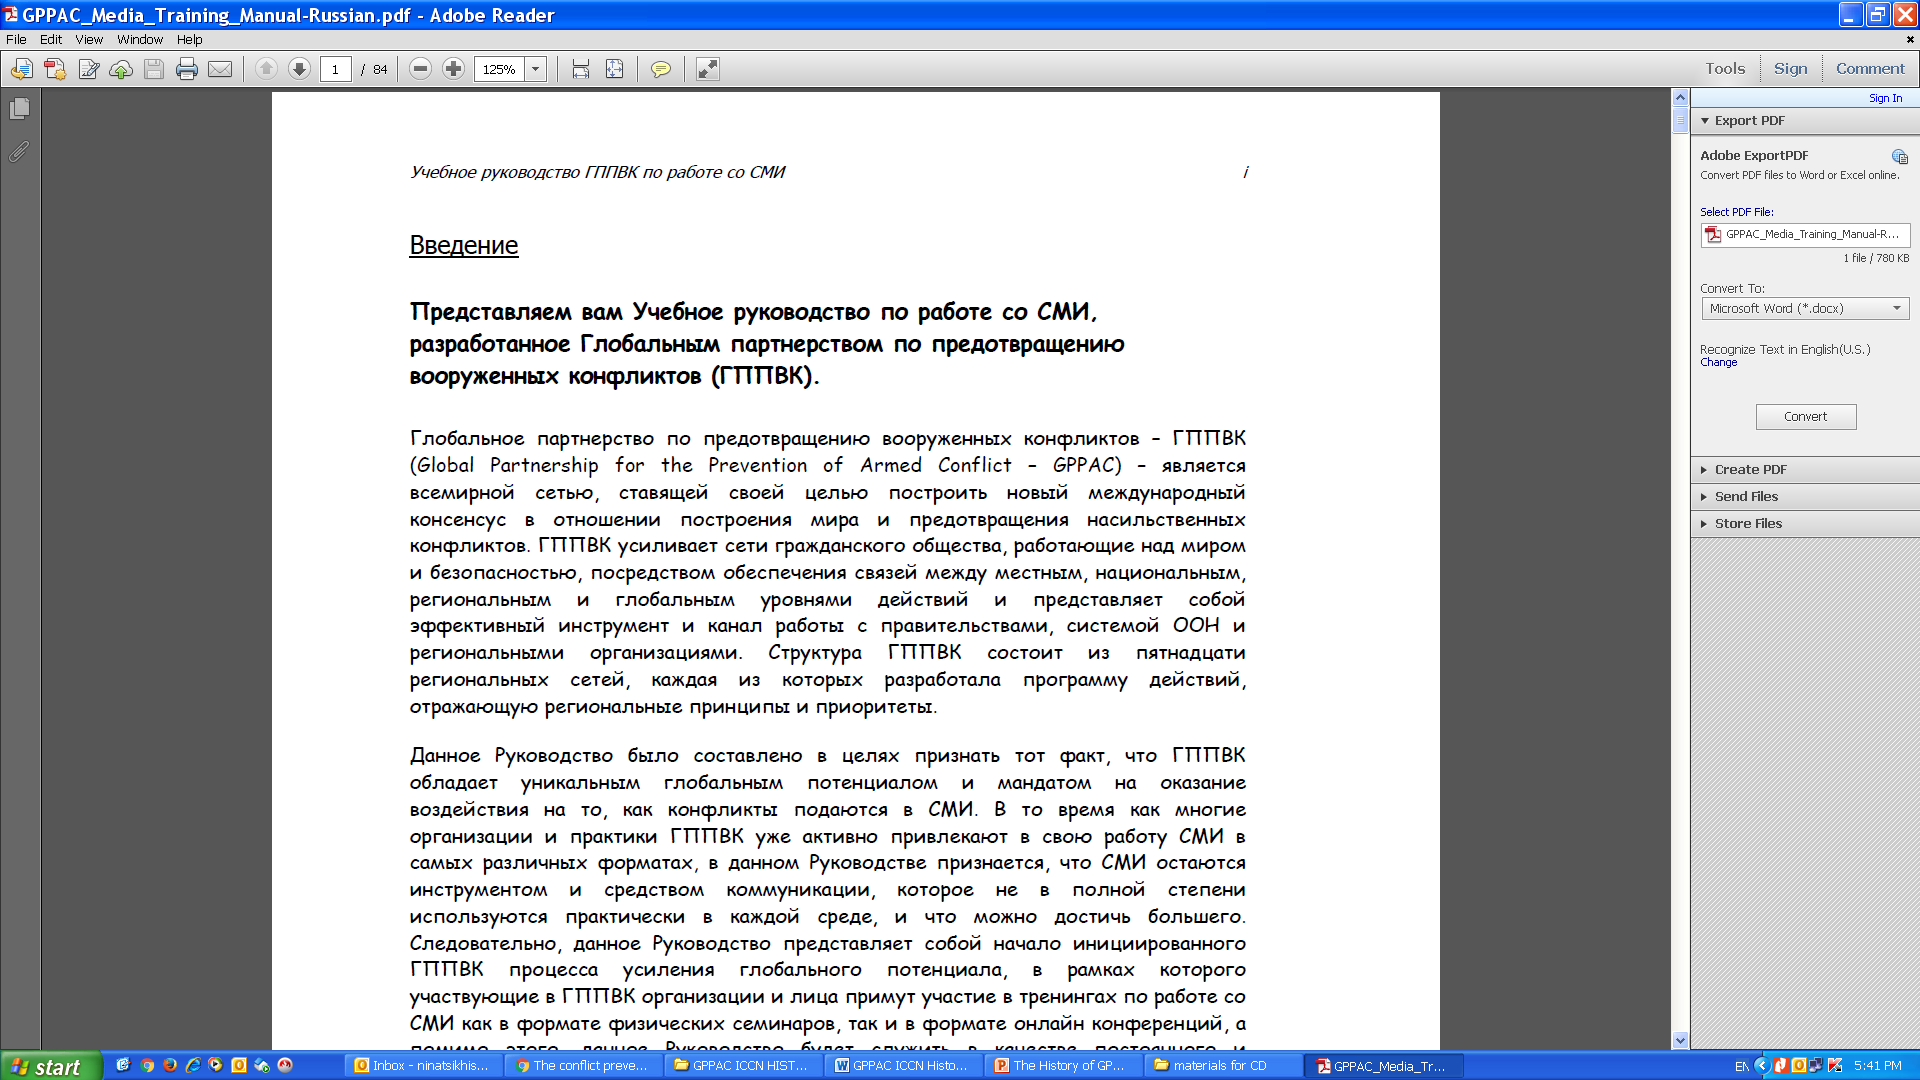 GPPAC_Media_Training_Manual-Russian.pdf - Adobe Reader
File Edit View Window Help
1 / 84 125% Tools Sign Comment
Sign In
Export PDF
Adobe ExportPDF
Convert PDF files to Word or Excel online.
Select PDF File:
GPPAC_Media_Training_Manual-R...
1 file / 780 KB
Convert To:
Microsoft Word (*.docx)
Recognize Text in English(U.S.)
Change
Convert
Create PDF
Send Files
Store Files
Учебное руководство ГППВК по работе со СМИ i
Введение
Представляем вам Учебное руководство по работе со СМИ,
разработанное Глобальным партнерством по предотвращению
вооруженных конфликтов (ГППВК).
Глобальное партнерство по предотвращению вооруженных конфликтов – ГППВК
(Global Partnership for the Prevention of Armed Conflict – GPPAC) – является
всемирной сетью, ставящей своей целью построить новый международный
консенсус в отношении построения мира и предотвращения насильственных
конфликтов. ГППВК усиливает сети гражданского общества, работающие над миром
и безопасностью, посредством обеспечения связей между местным, национальным,
региональным и глобальным уровнями действий и представляет собой
эффективный инструмент и канал работы с правительствами, системой ООН и
региональными организациями. Структура ГППВК состоит из пятнадцати
региональных сетей, каждая из которых разработала программу действий,
отражающую региональные принципы и приоритеты.
Данное Руководство было составлено в целях признать тот факт, что ГППВК
обладает уникальным глобальным потенциалом и мандатом на оказание
воздействия на то, как конфликты подаются в СМИ. В то время как многие
организации и практики ГППВК уже активно привлекают в свою работу СМИ в
самых различных форматах, в данном Руководстве признается, что СМИ остаются
инструментом и средством коммуникации, которое не в полной степени
используются практически в каждой среде, и что можно достичь большего.
Следовательно, данное Руководство представляет собой начало инициированного
ГППВК процесса усиления глобального потенциала, в рамках которого
участвующие в ГППВК организации и лица примут участие в тренингах по работе со
СМИ как в формате физических семинаров, так и в формате онлайн конференций, а
помимо этого, данное Руководство будет служить в качестве постоянного и
start Inbox - ninatsikhis... The conflict preve... GPPAC ICCN HIST... GPPAC ICCN Histo... The History of GP... materials for CD GPPAC_Media_Tr... EN 5:41 PM